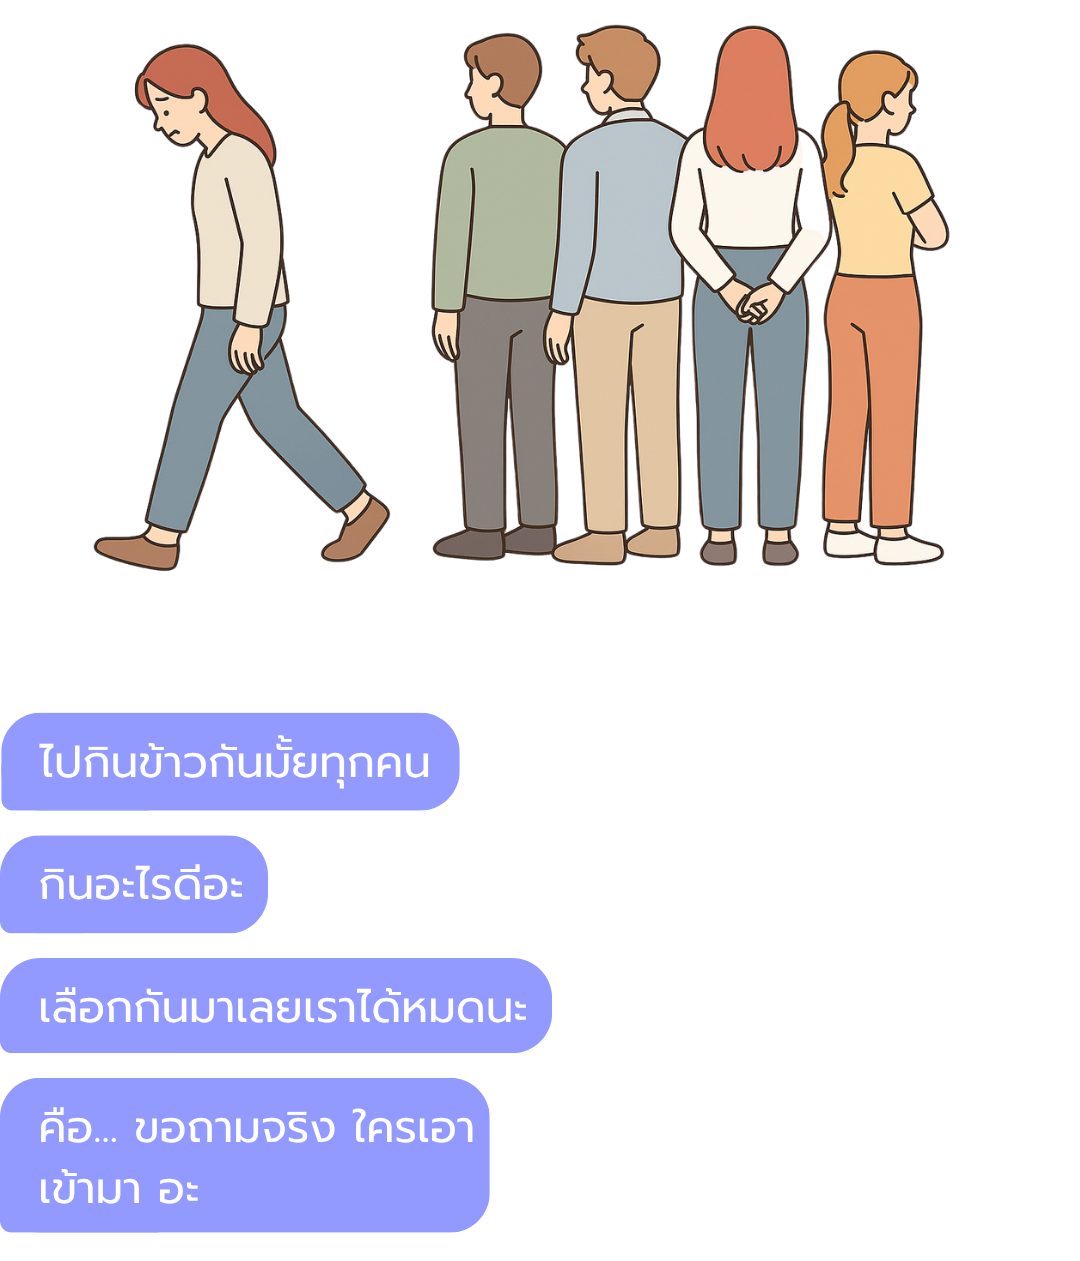 ไปกินข้าวกันมั้ยทุกคน
กินอะไรดีอะ
เลือกกันมาเลยเราได้หมดนะ
คือ... ขอถามจริง ใครเอา
เข้ามา อะ